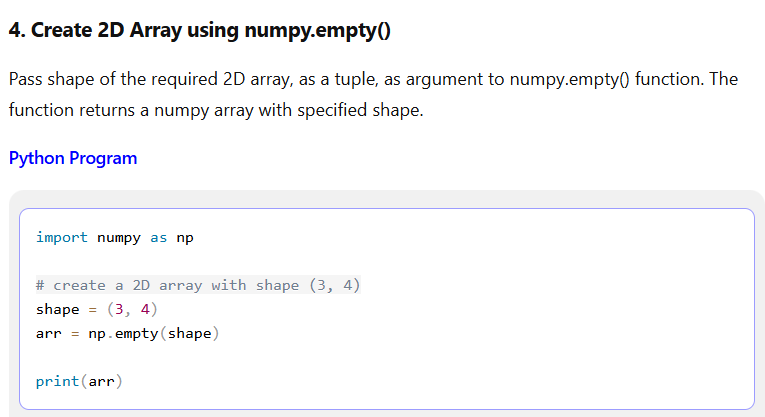 4. Create 2D Array using numpy.empty()
Pass shape of the required 2D array, as a tuple, as argument to numpy.empty() function. The
function returns a numpy array with specified shape.
Python Program
import numpy as np
# create a 2D array with shape (3, 4)
shape = (3, 4)
arr = np.empty(shape)
print(arr)